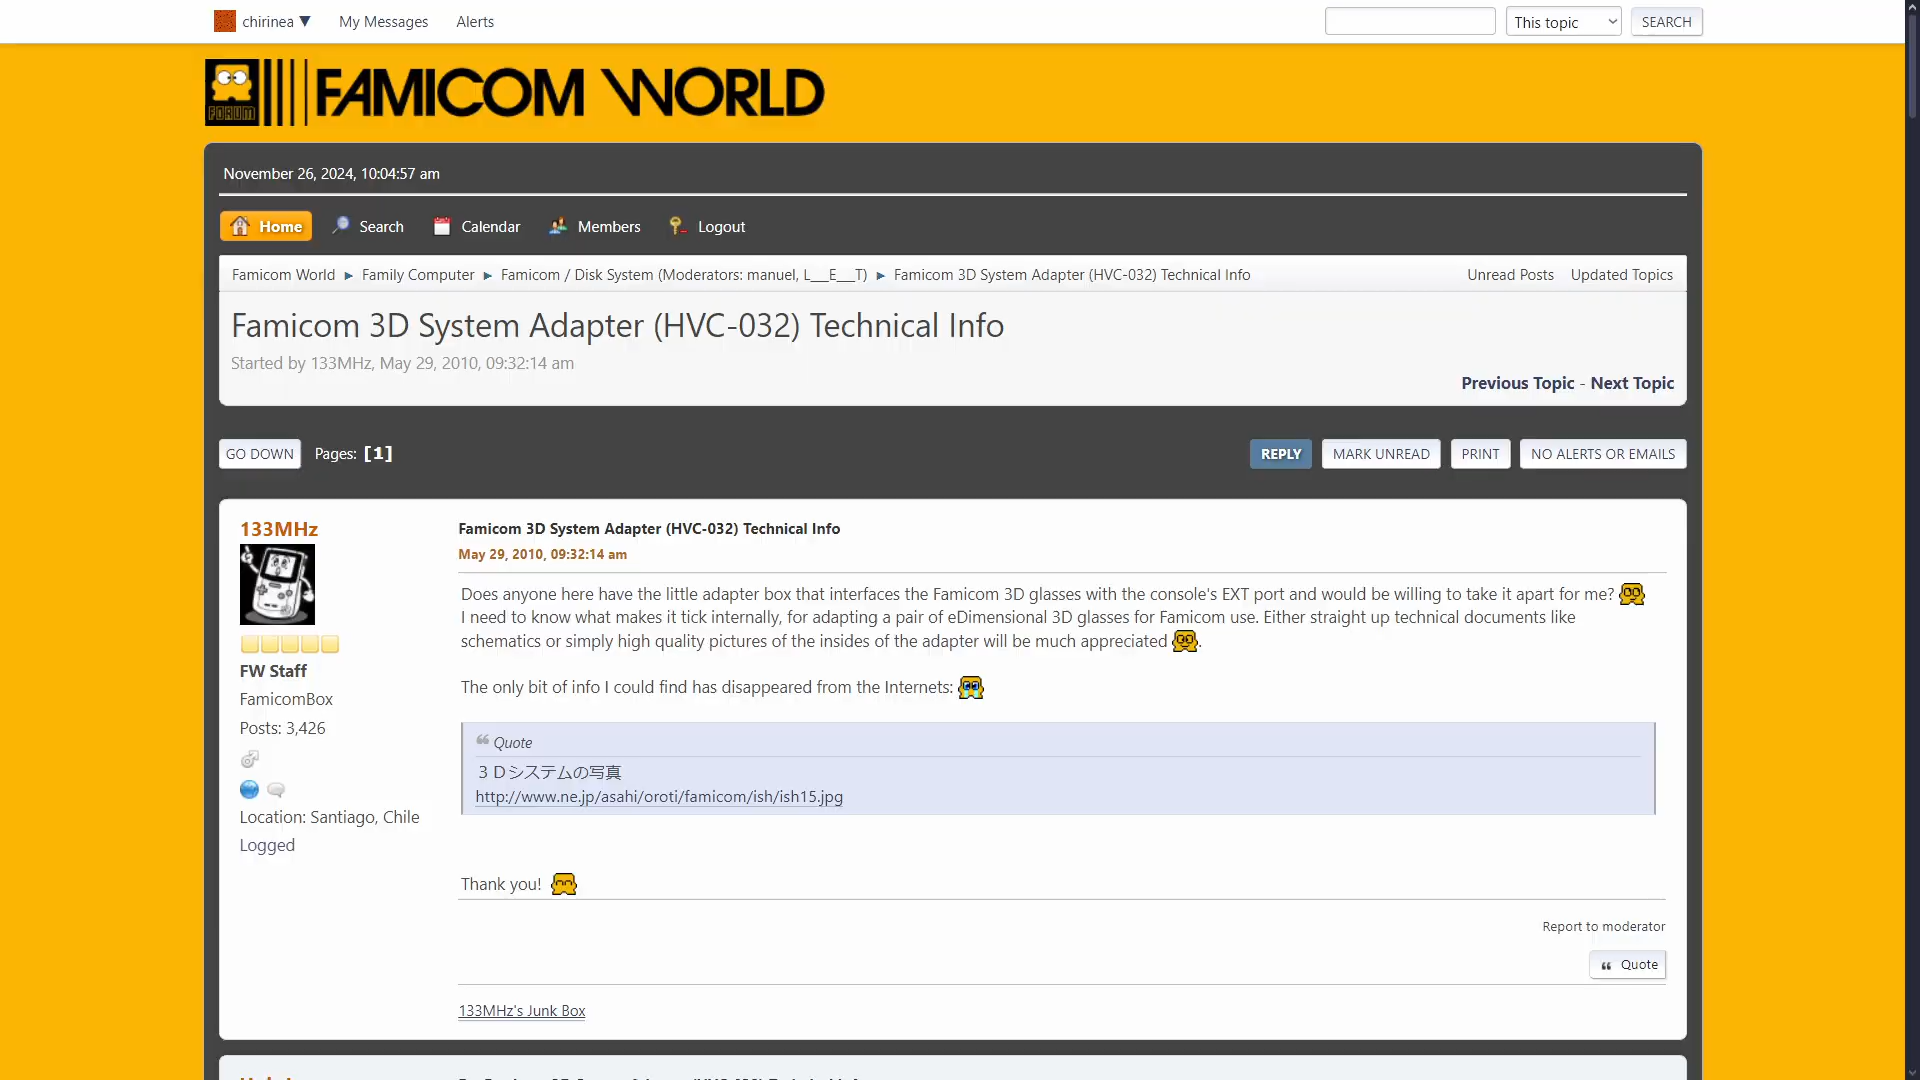 chirinea ▼ My Messages Alerts This topic SEARCH
FORUM FAMICOM WORLD
November 26, 2024, 10:04:57 am
Home Search Calendar Members Logout
Famicom World ► Family Computer ► Famicom / Disk System (Moderators: manuel, L__E__T) ► Famicom 3D System Adapter (HVC-032) Technical Info Unread Posts Updated Topics
Famicom 3D System Adapter (HVC-032) Technical Info
Started by 133MHz, May 29, 2010, 09:32:14 am
Previous Topic - Next Topic
GO DOWN Pages: [1] REPLY MARK UNREAD PRINT NO ALERTS OR EMAILS
133MHz
FW Staff
FamicomBox
Posts: 3,426
Location: Santiago, Chile
Logged
Famicom 3D System Adapter (HVC-032) Technical Info
May 29, 2010, 09:32:14 am
Does anyone here have the little adapter box that interfaces the Famicom 3D glasses with the console's EXT port and would be willing to take it apart for me?
I need to know what makes it tick internally, for adapting a pair of eDimensional 3D glasses for Famicom use. Either straight up technical documents like
schematics or simply high quality pictures of the insides of the adapter will be much appreciated .
The only bit of info I could find has disappeared from the Internets:
Quote
３Ｄシステムの写真
http://www.ne.jp/asahi/oroti/famicom/ish/ish15.jpg
Thank you!
Report to moderator
Quote
133MHz's Junk Box